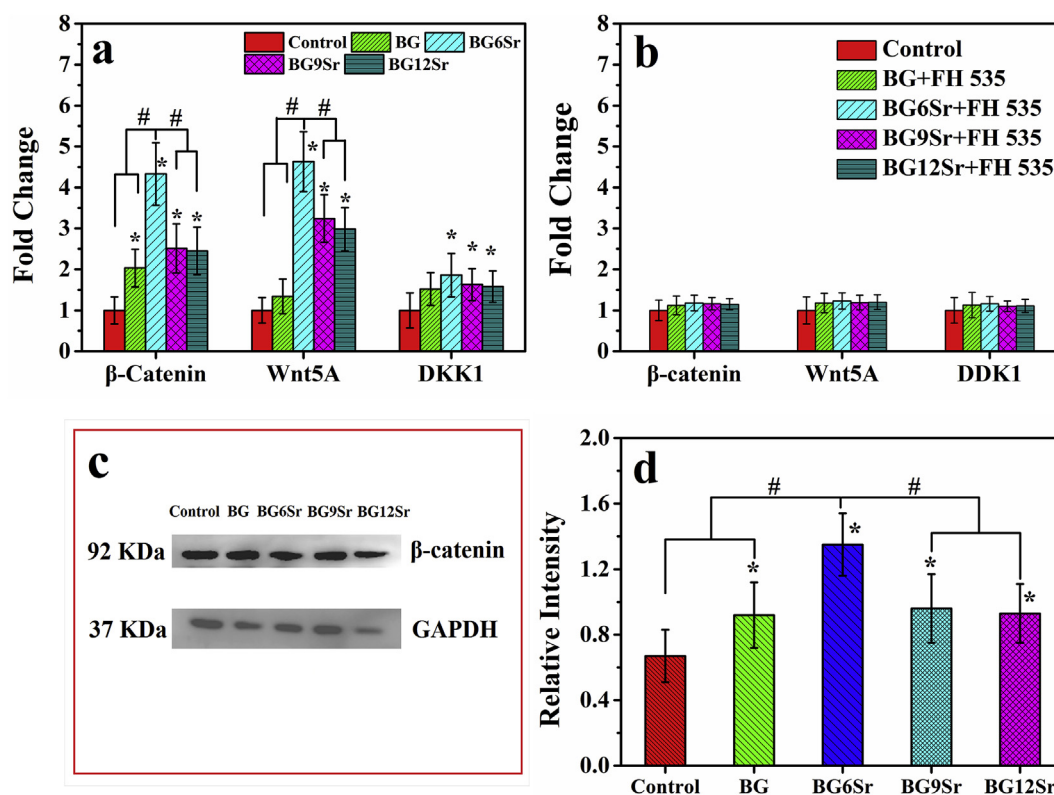 a
Control BG BG6Sr
BG9Sr BG12Sr
Fold Change
8
7
6
5
4
3
2
1
0
# #
# #
* * * *
* * *
* * *
β-Catenin Wnt5A DKK1
b
Control
BG+FH 535
BG6Sr+FH 535
BG9Sr+FH 535
BG12Sr+FH 535
Fold Change
8
7
6
5
4
3
2
1
0
β-catenin Wnt5A DDK1
c
Control BG BG6Sr BG9Sr BG12Sr
92 KDa β-catenin
37 KDa GAPDH
d
Relative Intensity
2.0
1.6
1.2
0.8
0.4
0.0
# #
* * * *
Control BG BG6Sr BG9Sr BG12Sr